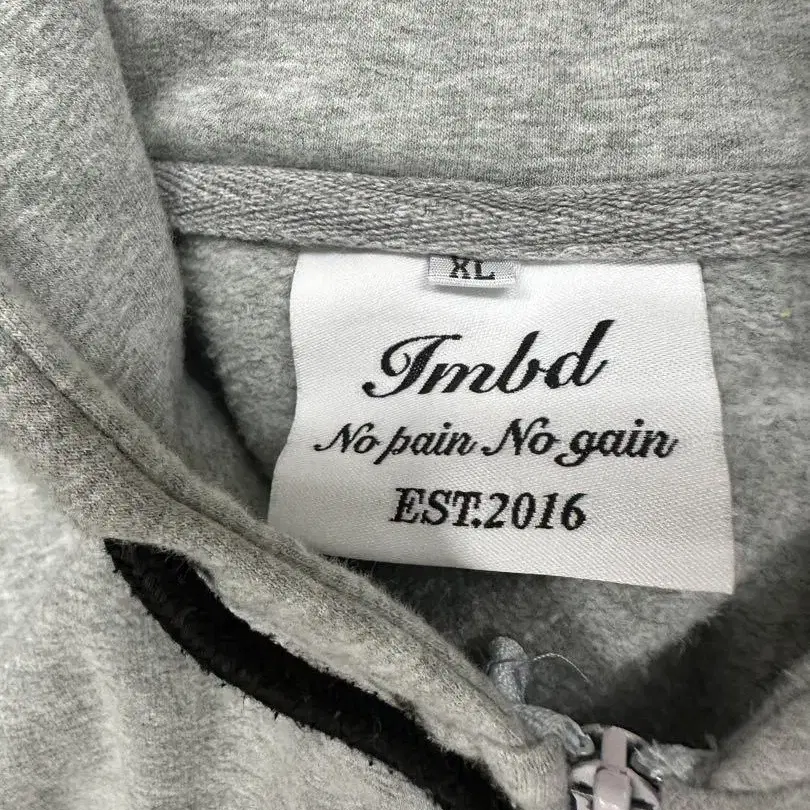 XL
Imbd
No pain No gain
EST.2016